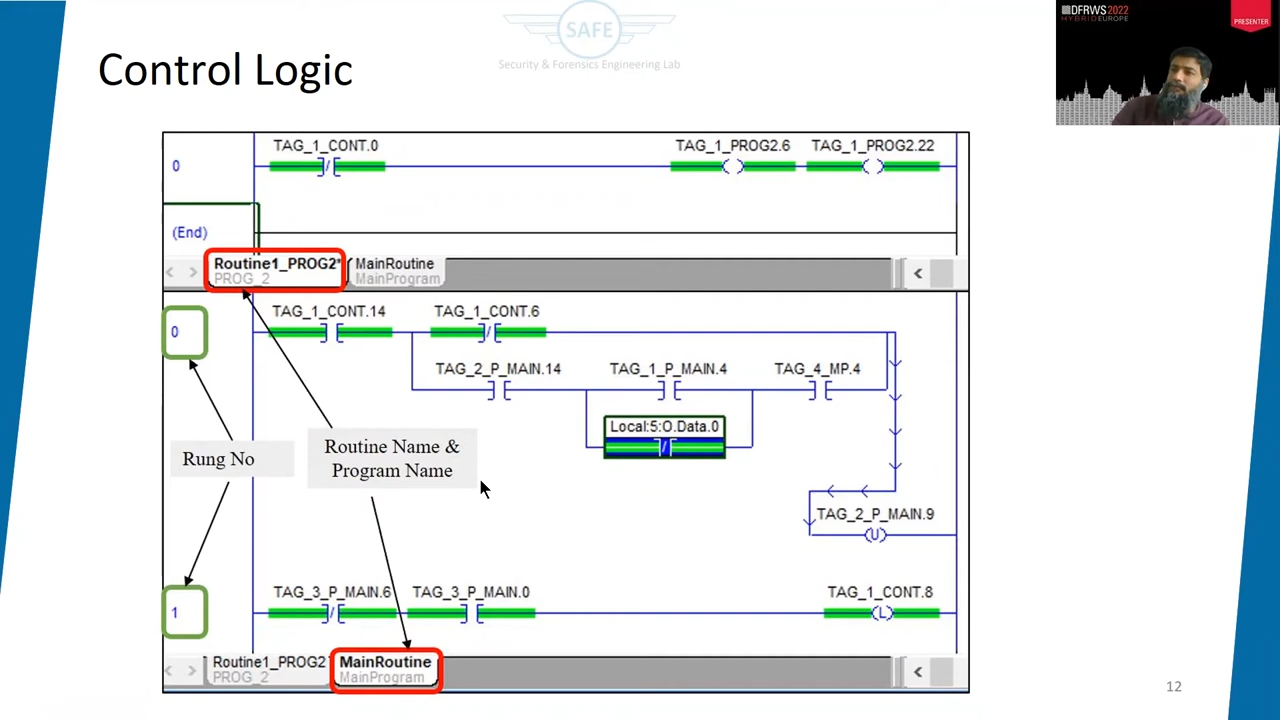 SAFE
Security & Forensics Engineering Lab
DFRWS 2022
HYBRID EUROPE
PRESENTER
Control Logic
TAG_1_CONT.0
TAG_1_PROG2.6
TAG_1_PROG2.22
0
(End)
Routine1_PROG2*
PROG_2
MainRoutine
MainProgram
0
TAG_1_CONT.14
TAG_1_CONT.6
TAG_2_P_MAIN.14
TAG_1_P_MAIN.4
TAG_4_MP.4
Local:5:O.Data.0
Rung No
Routine Name &
Program Name
TAG_2_P_MAIN.9
U
1
TAG_3_P_MAIN.6
TAG_3_P_MAIN.0
TAG_1_CONT.8
L
Routine1_PROG2
PROG_2
MainRoutine
MainProgram
12